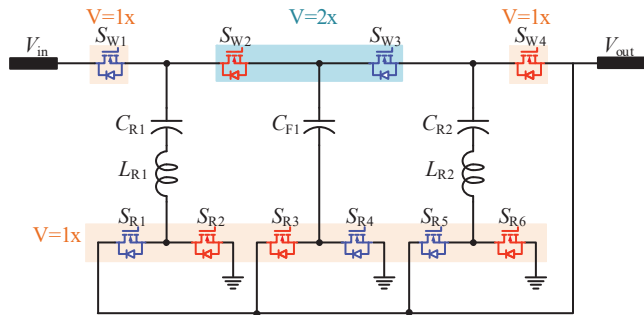 V=1x V=2x V=1x
V_in S_W1 S_W2 S_W3 S_W4 V_out
C_R1 C_F1 C_R2
L_R1 L_R2
S_R1 S_R2 S_R3 S_R4 S_R5 S_R6
V=1x